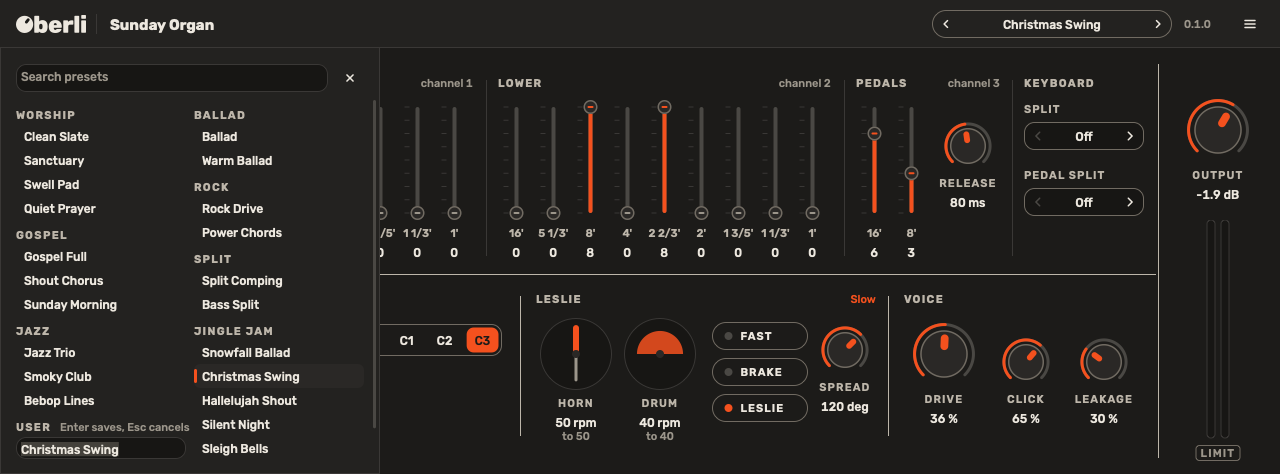 Oberli
Sunday Organ
Christmas Swing
0.1.0
Search presets
WORSHIP
Clean Slate
Sanctuary
Swell Pad
Quiet Prayer
GOSPEL
Gospel Full
Shout Chorus
Sunday Morning
JAZZ
Jazz Trio
Smoky Club
Bebop Lines
USER Enter saves, Esc cancels
Christmas Swing
BALLAD
Ballad
Warm Ballad
ROCK
Rock Drive
Power Chords
SPLIT
Split Comping
Bass Split
JINGLE JAM
Snowfall Ballad
Christmas Swing
Hallelujah Shout
Silent Night
Sleigh Bells
channel 1
/5' 1 1/3' 1'
0 0 0
LOWER channel 2
16' 5 1/3' 8' 4' 2 2/3' 2' 1 3/5' 1 1/3' 1'
0 0 8 0 8 0 0 0 0
PEDALS channel 3
16' 8'
6 3
RELEASE
80 ms
KEYBOARD
SPLIT
Off
PEDAL SPLIT
Off
OUTPUT
-1.9 dB
LIMIT
C1 C2 C3
LESLIE Slow
HORN
50 rpm
to 50
DRUM
40 rpm
to 40
FAST
BRAKE
LESLIE
SPREAD
120 deg
VOICE
DRIVE
36 %
CLICK
65 %
LEAKAGE
30 %